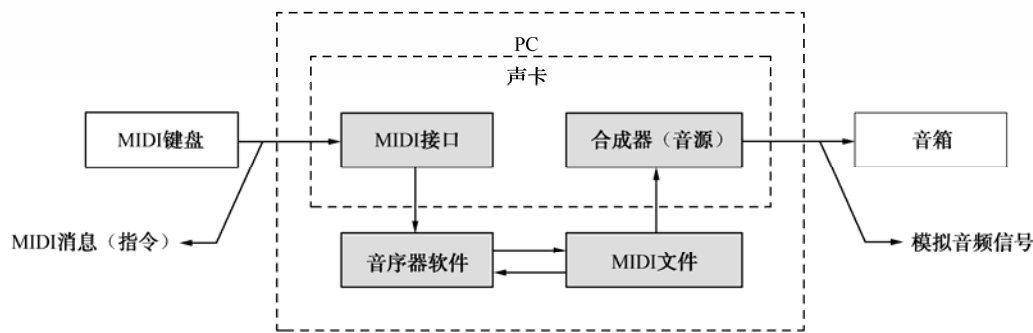 PC
声卡
MIDI键盘
MIDI接口
合成器（音源）
音箱
MIDI消息（指令）
音序器软件
MIDI文件
模拟音频信号